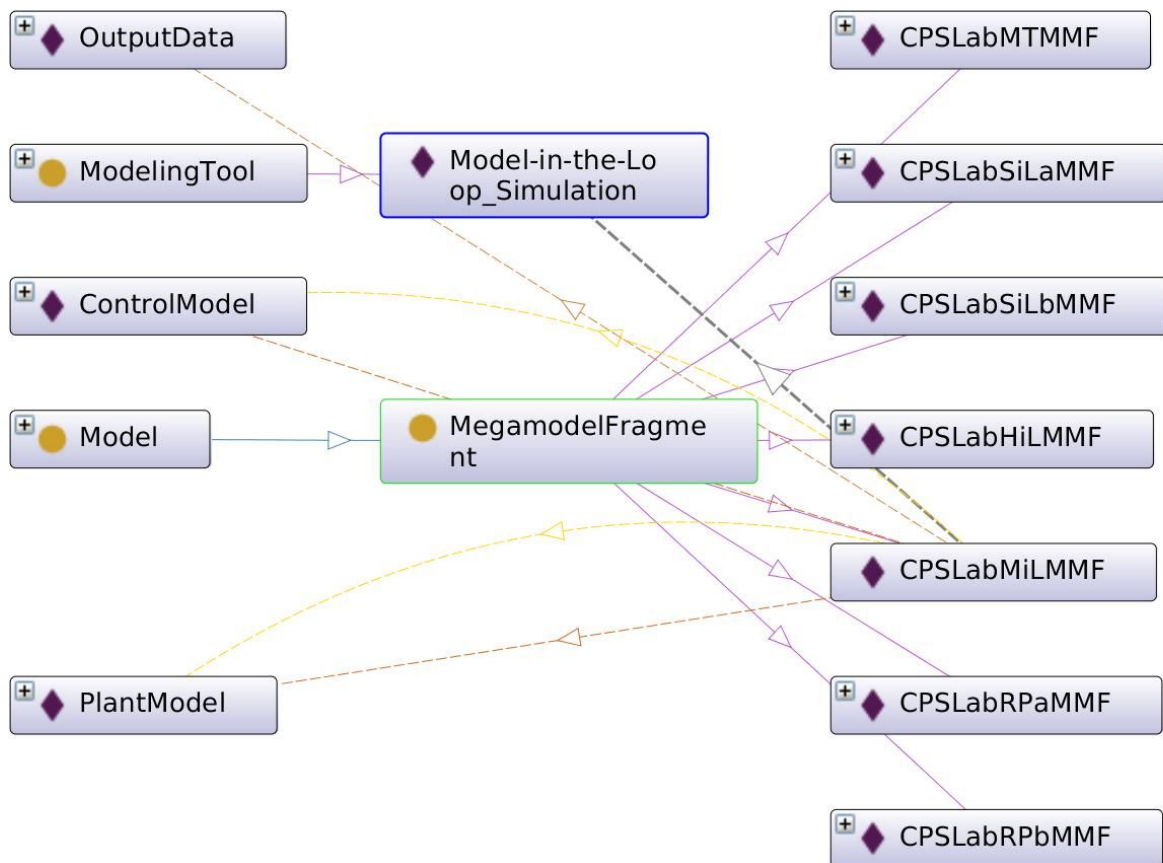 OutputData
ModelingTool
ControlModel
Model
PlantModel
Model-in-the-Lo
op_Simulation
MegamodelFragme
nt
CPSLabMTMMF
CPSLabSiLaMMF
CPSLabSiLbMMF
CPSLabHiLMMF
CPSLabMiLMMF
CPSLabRPaMMF
CPSLabRPbMMF